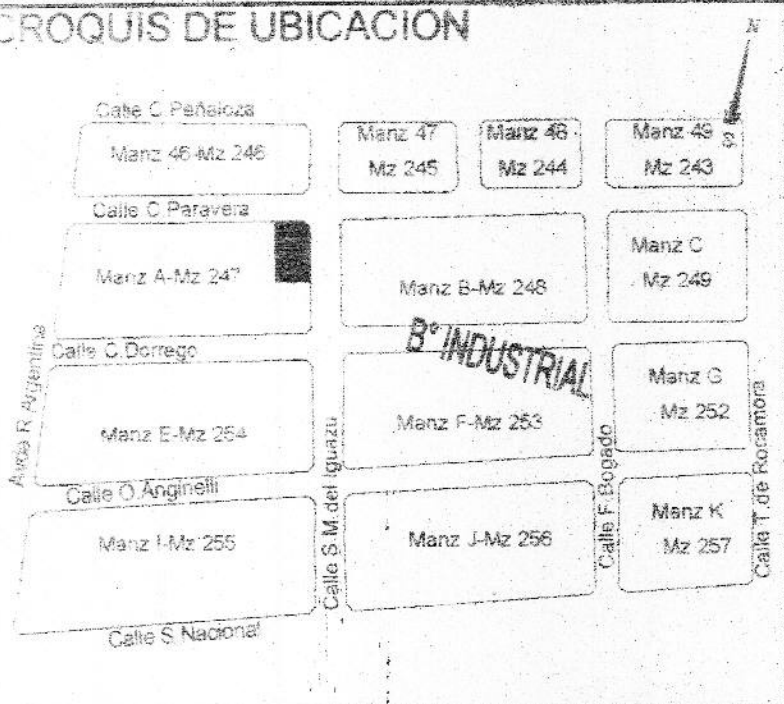 CROQUIS DE UBICACIÓN
N
Calle C.Peñaloza
Manz 46-Mz 246
Manz 47
Mz 245
Manz 48
Mz 244
Manz 49
Mz 243
Calle C.Paravera
Manz A-Mz 247
Manz B-Mz 248
Manz C
Mz 249
B° INDUSTRIAL
Avda R.Argentina
Calle C.Dorrego
Manz E-Mz 254
Manz F-Mz 253
Manz G
Mz 252
Calle O.Anginelli
Calle S.M.del Iguazu
Calle F.Bogado
Calle T.de Rocamora
Manz I-Mz 255
Manz J-Mz 256
Manz K
Mz 257
Calle S.Nacional